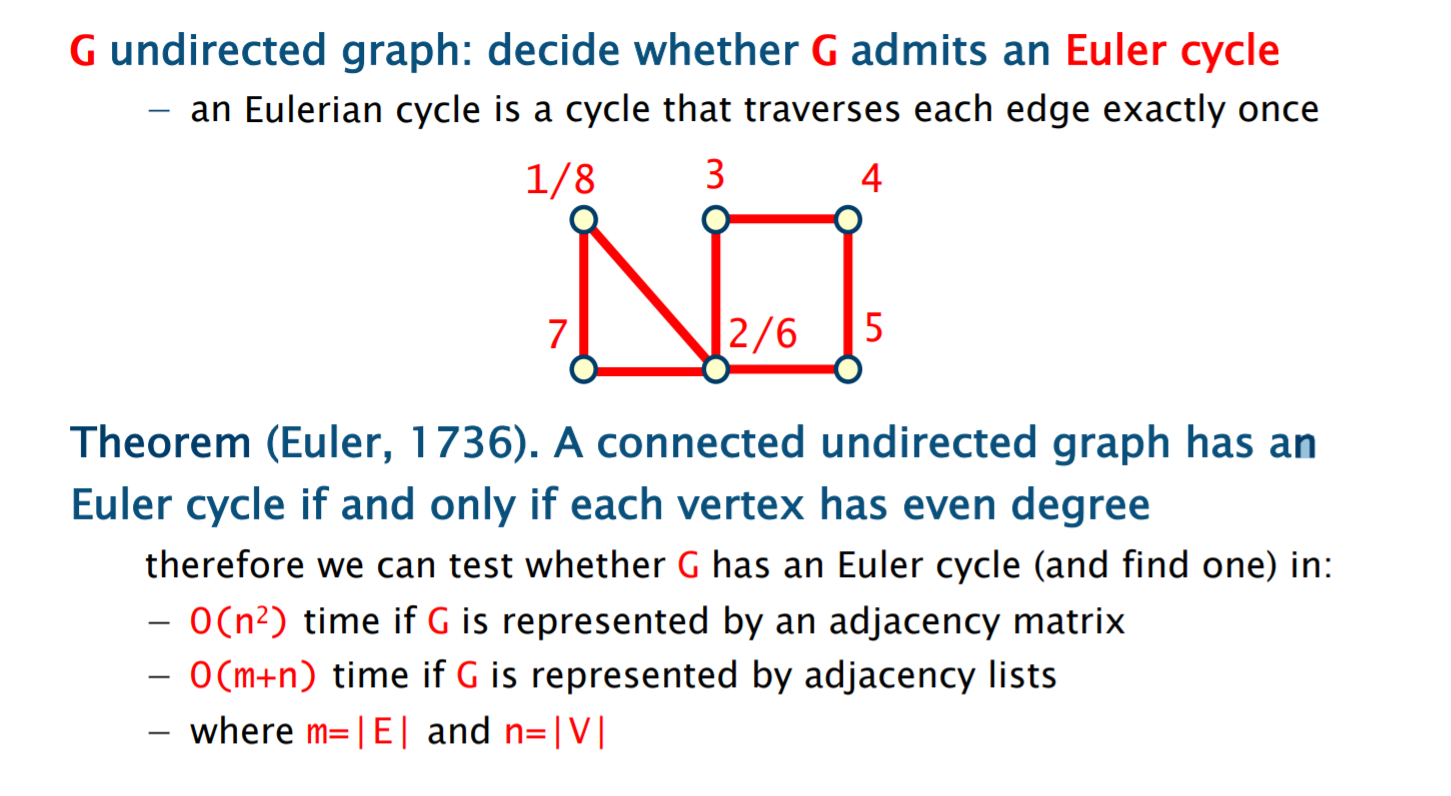 G undirected graph: decide whether G admits an Euler cycle
– an Eulerian cycle is a cycle that traverses each edge exactly once
1/8 3 4
7 2/6 5
Theorem (Euler, 1736). A connected undirected graph has an
Euler cycle if and only if each vertex has even degree
therefore we can test whether G has an Euler cycle (and find one) in:
– O(n²) time if G is represented by an adjacency matrix
– O(m+n) time if G is represented by adjacency lists
– where m=|E| and n=|V|